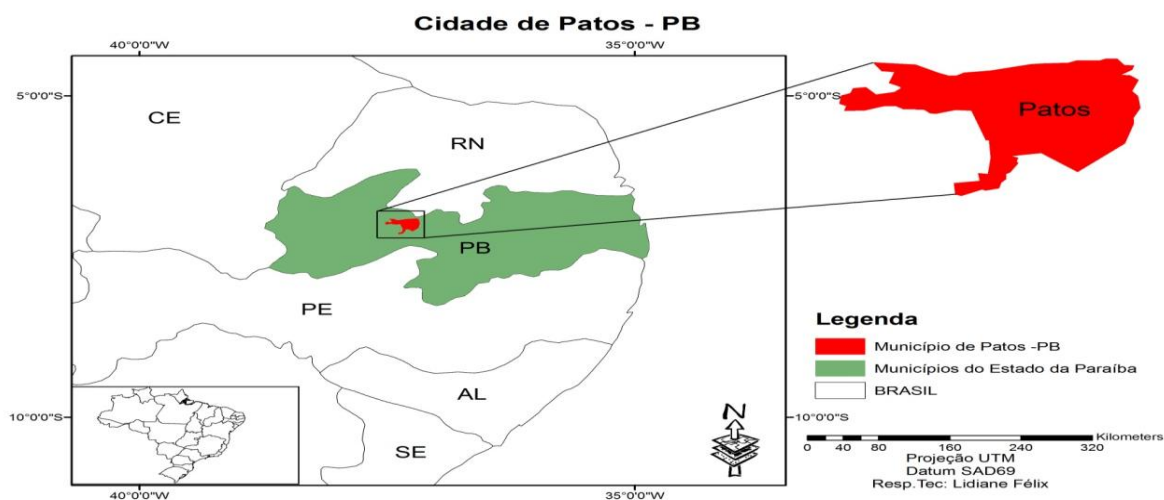 Cidade de Patos - PB
40°0'0"W
35°0'0"W
5°0'0"S
5°0'0"S
CE
RN
Patos
PB
PE
Legenda
Município de Patos -PB
Municípios do Estado da Paraíba
BRASIL
AL
10°0'0"S
10°0'0"S
N
SE
Kilometers
0 20 40 80 160 240 320
Projeção UTM
Datum SAD69
Resp.Tec: Lidiane Félix
40°0'0"W
35°0'0"W